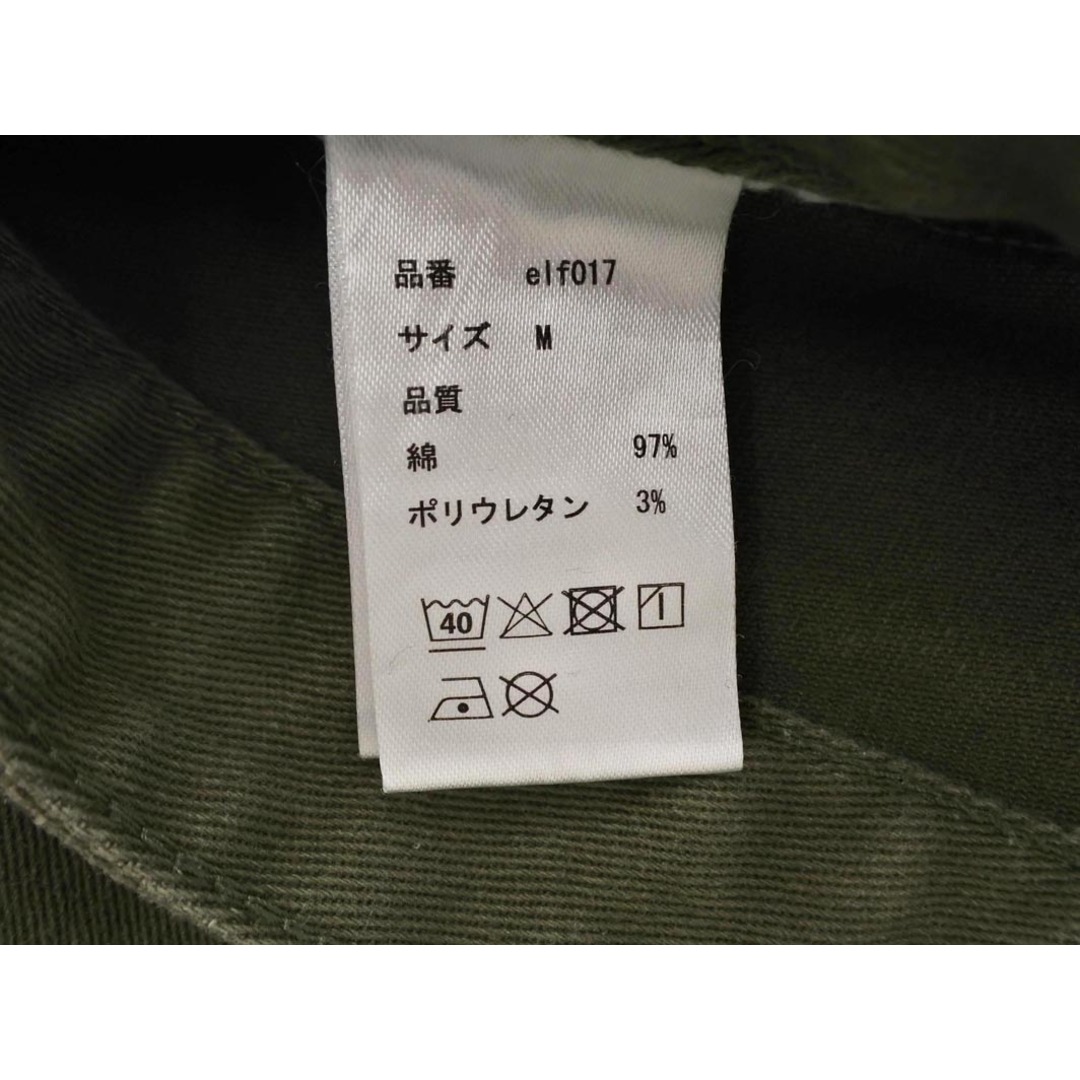 品番 elf017
サイズ M
品質
綿 97%
ポリウレタン 3%
40